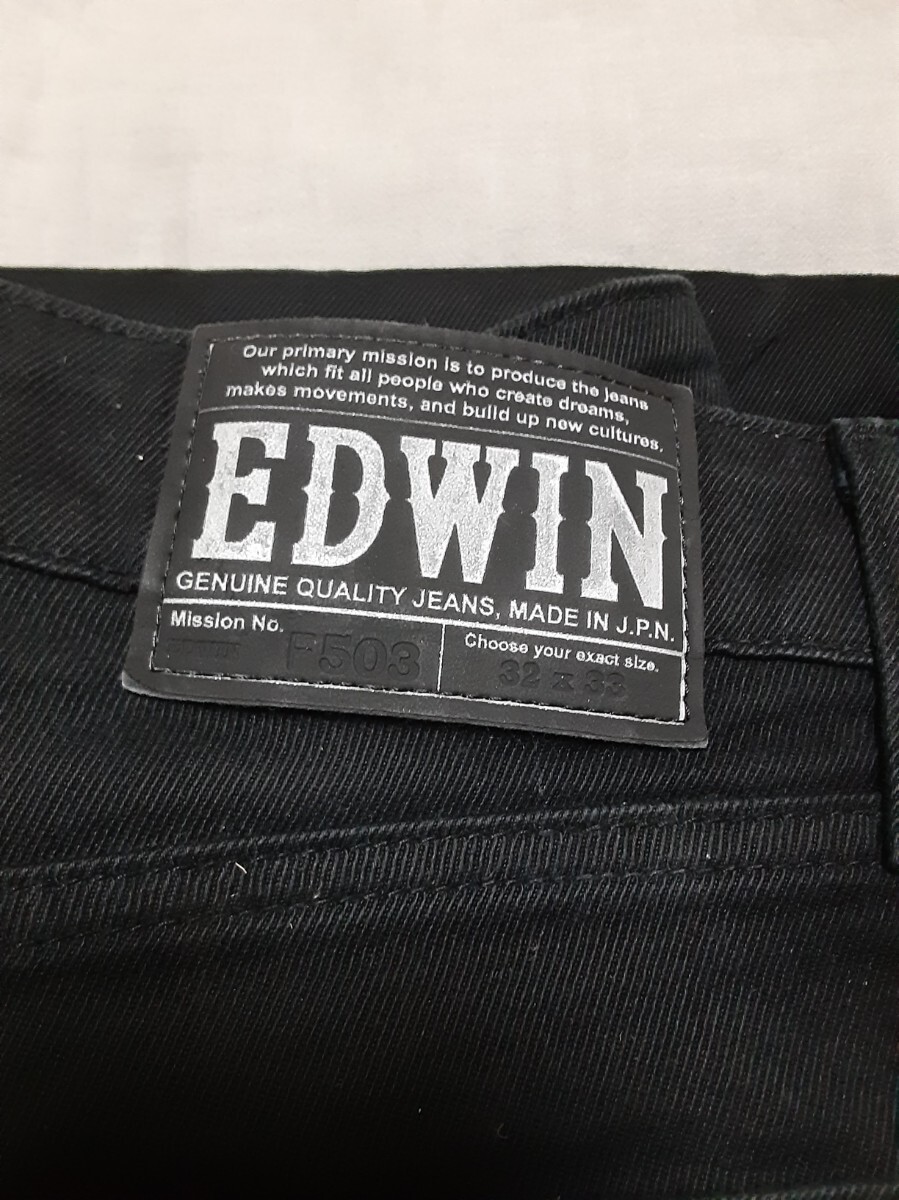 Our primary mission is to produce the jeans
which fit all people who create dreams,
makes movements, and build up new cultures.
EDWIN
GENUINE QUALITY JEANS, MADE IN J.P.N.
Mission No.
F503
Choose your exact size.
32 x 33